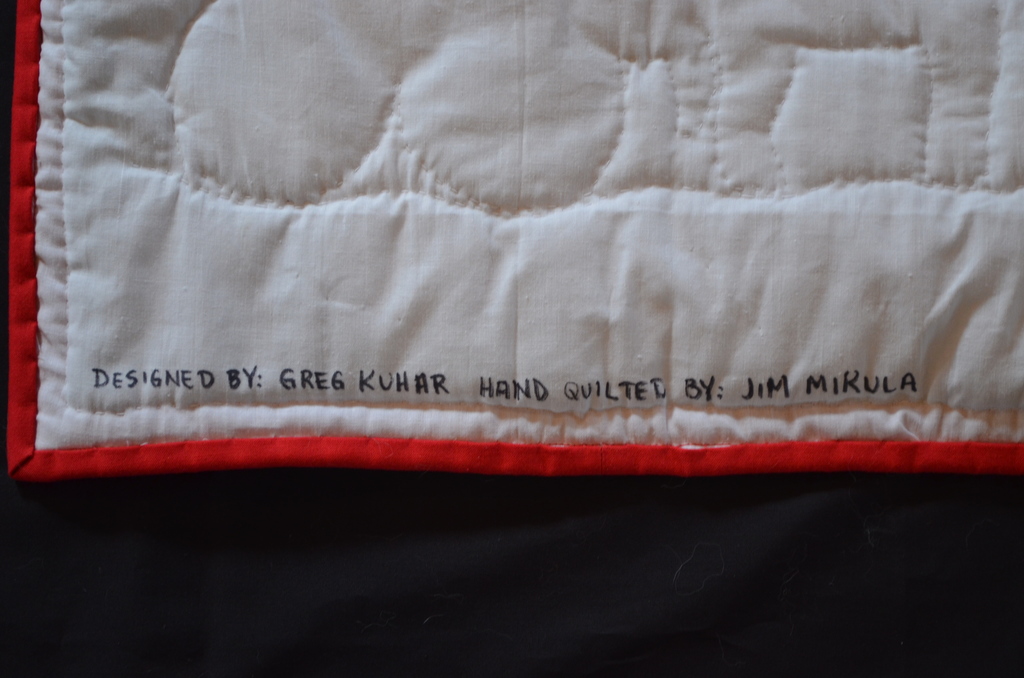 DESIGNED BY: GREG KUHAR HAND QUILTED BY: JIM MIKULA